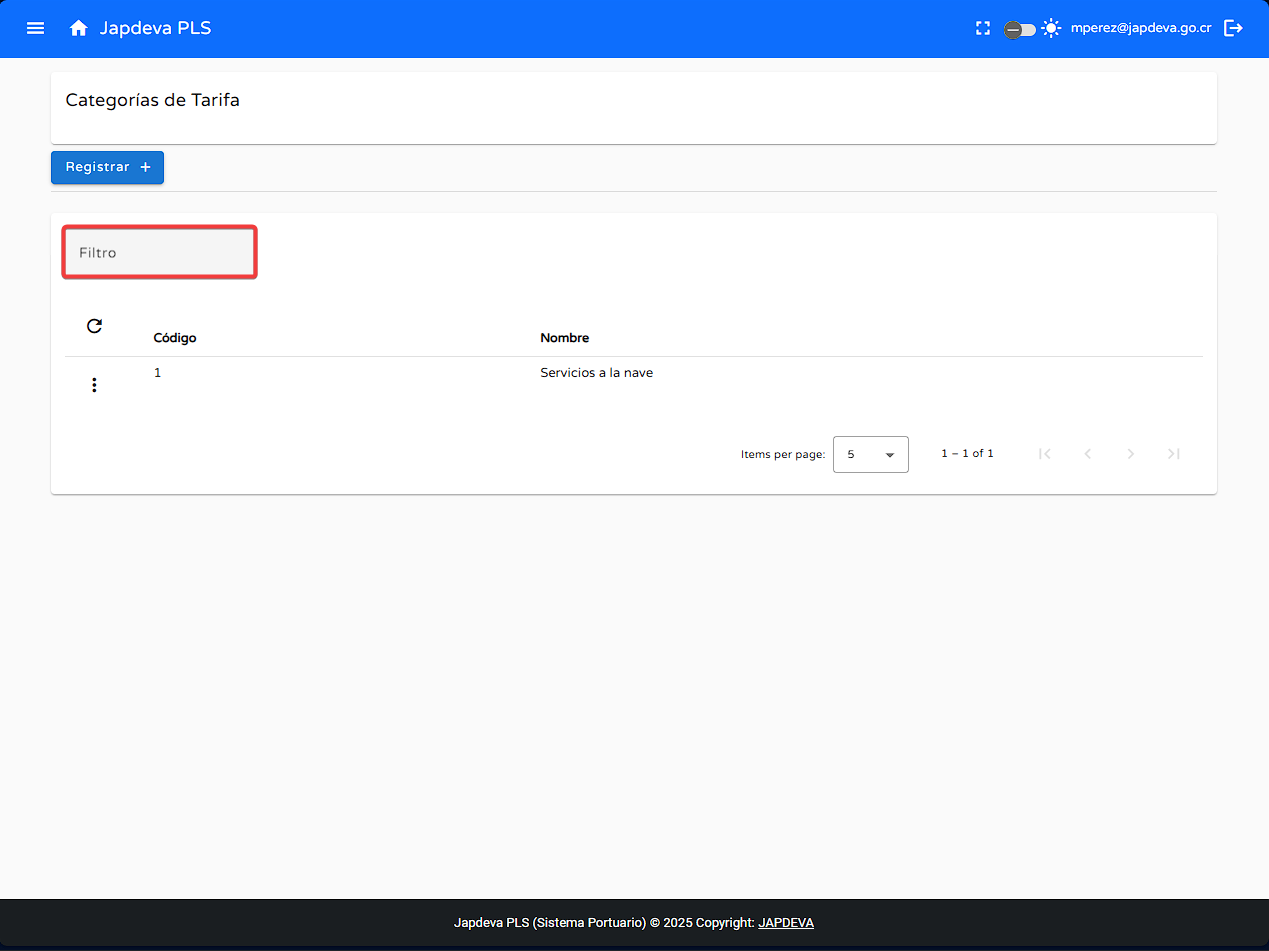 Japdeva PLS
mperez@japdeva.go.cr
Categorías de Tarifa
Registrar +
Filtro
Código Nombre
1 Servicios a la nave
Items per page: 5 1 – 1 of 1
Japdeva PLS (Sistema Portuario) © 2025 Copyright: JAPDEVA